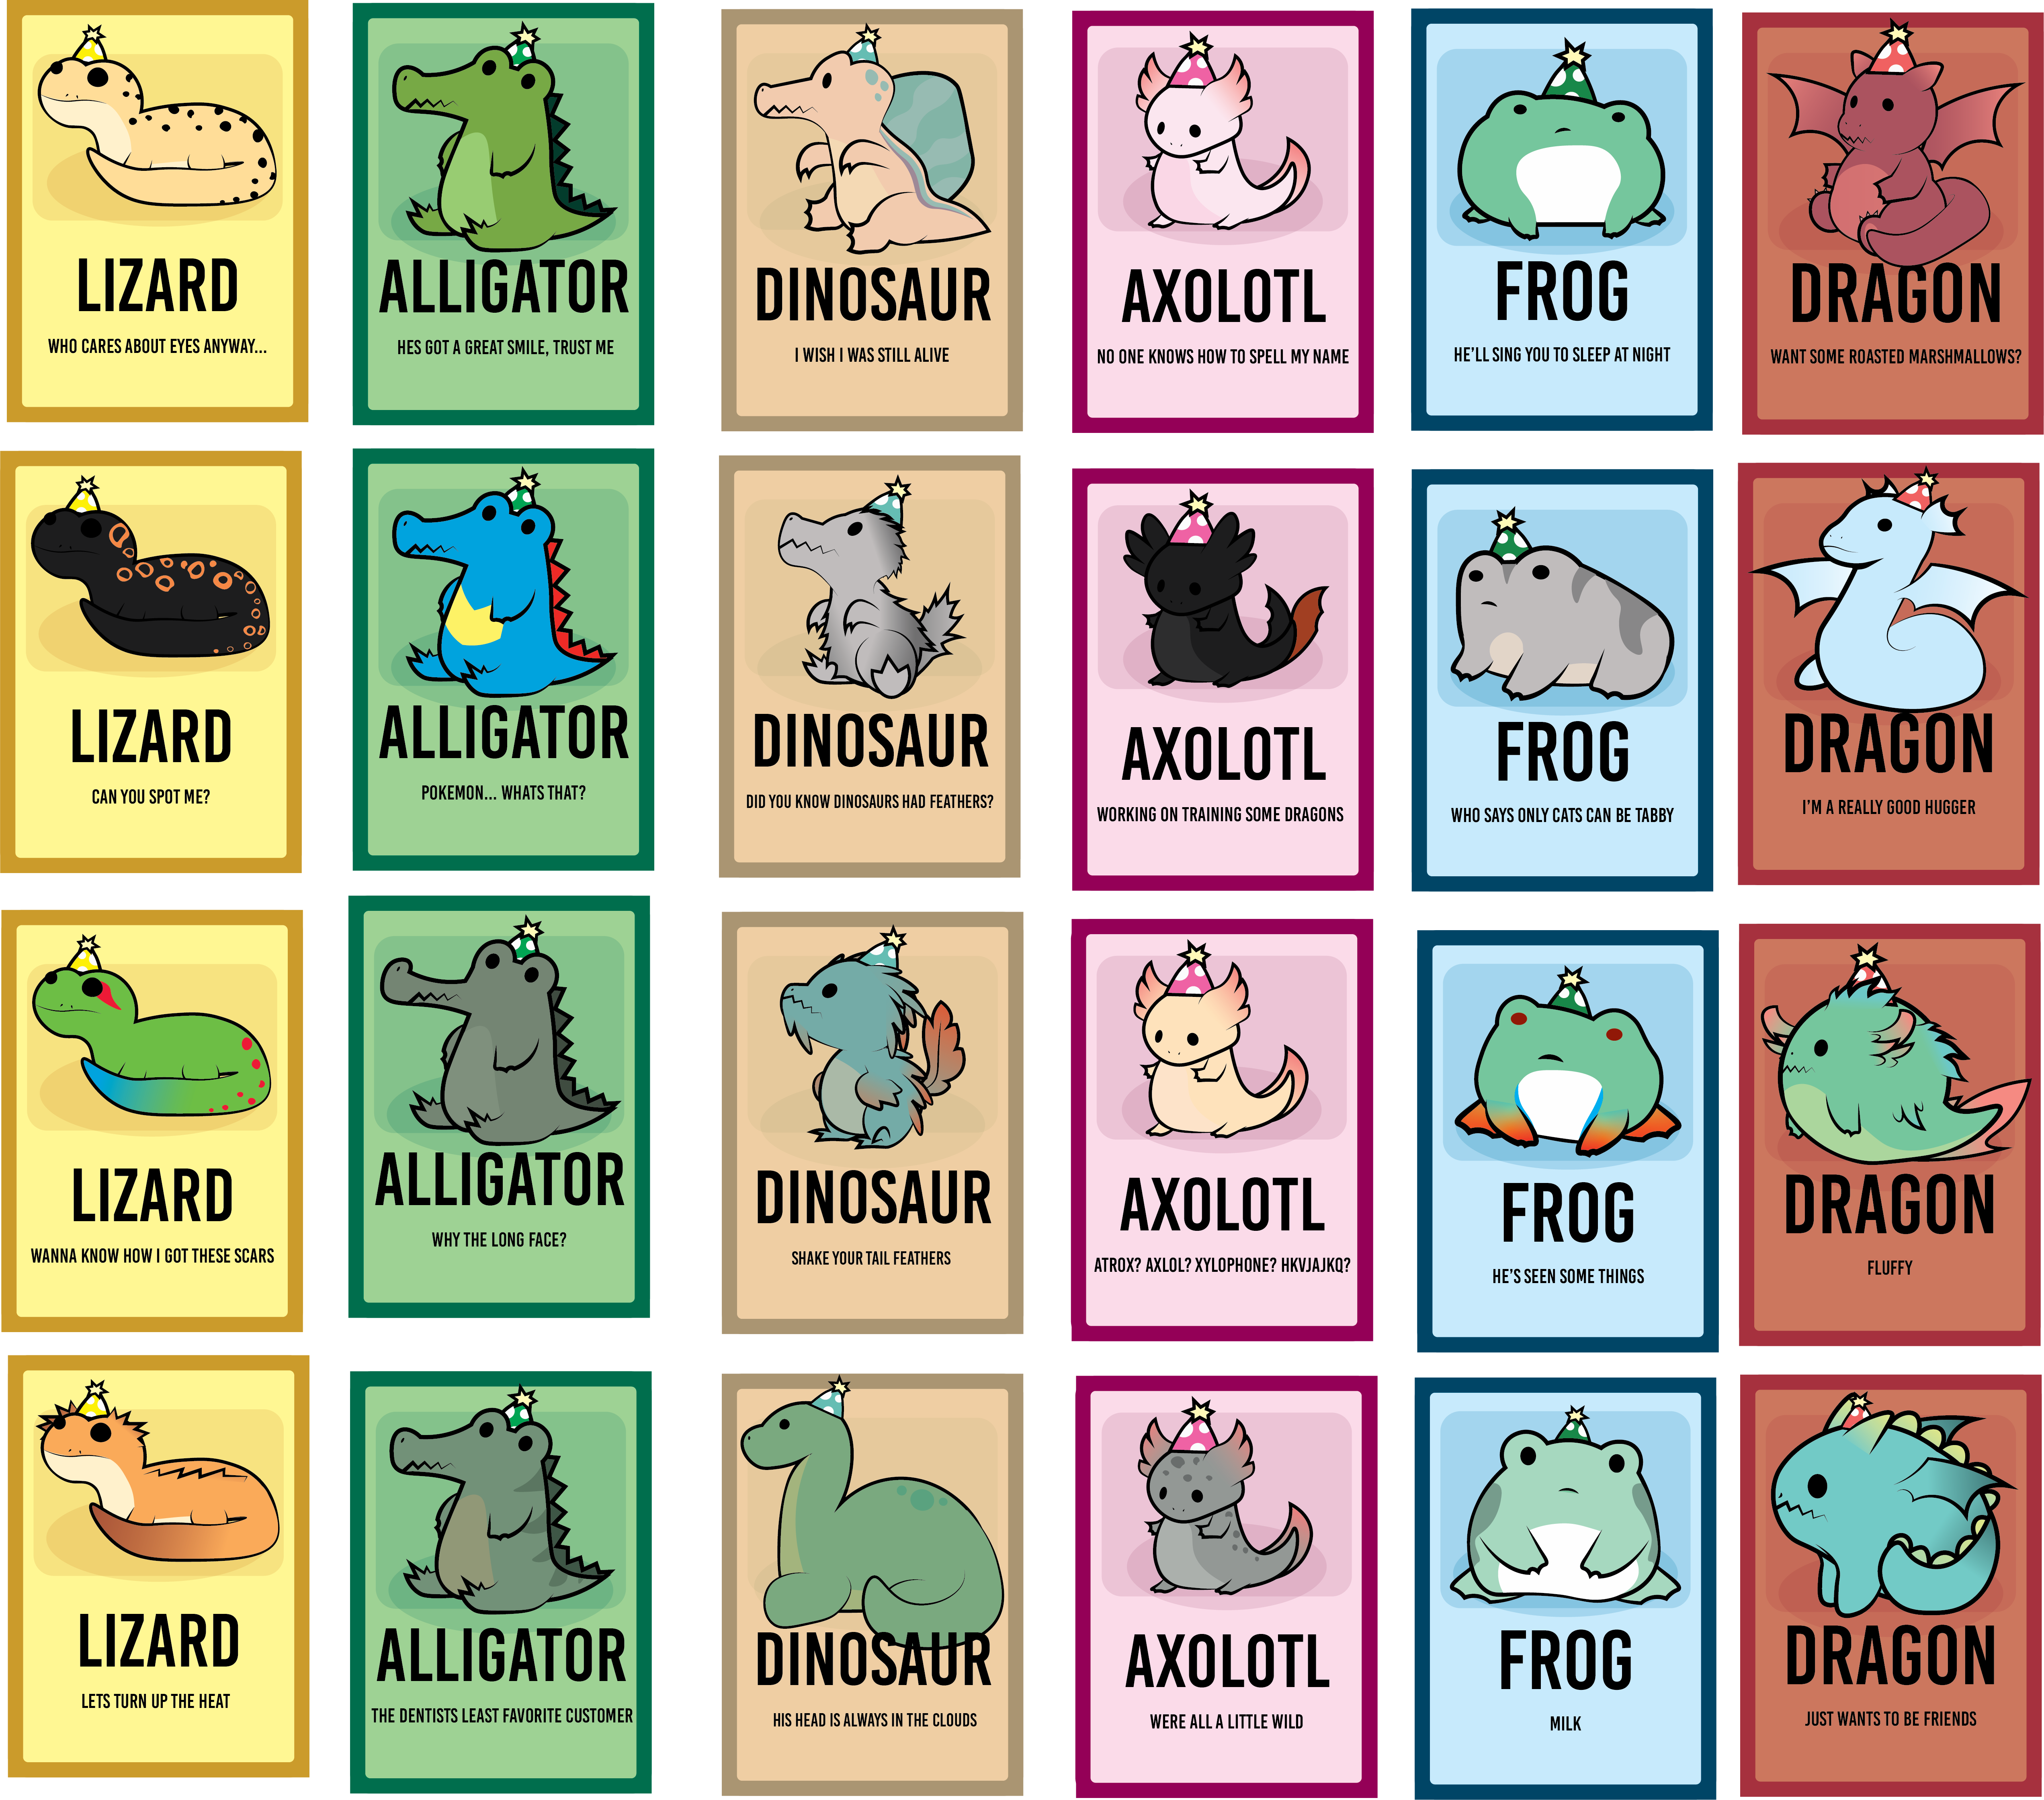 LIZARD
WHO CARES ABOUT EYES ANYWAY...
ALLIGATOR
HES GOT A GREAT SMILE, TRUST ME
DINOSAUR
I WISH I WAS STILL ALIVE
AXOLOTL
NO ONE KNOWS HOW TO SPELL MY NAME
FROG
HE'LL SING YOU TO SLEEP AT NIGHT
DRAGON
WANT SOME ROASTED MARSHMALLOWS?
LIZARD
CAN YOU SPOT ME?
ALLIGATOR
POKEMON... WHATS THAT?
DINOSAUR
DID YOU KNOW DINOSAURS HAD FEATHERS?
AXOLOTL
WORKING ON TRAINING SOME DRAGONS
FROG
WHO SAYS ONLY CATS CAN BE TABBY
DRAGON
I'M A REALLY GOOD HUGGER
LIZARD
WANNA KNOW HOW I GOT THESE SCARS
ALLIGATOR
WHY THE LONG FACE?
DINOSAUR
SHAKE YOUR TAIL FEATHERS
AXOLOTL
ATROX? AXLOL? XYLOPHONE? HKVJAJKQ?
FROG
HE'S SEEN SOME THINGS
DRAGON
FLUFFY
LIZARD
LETS TURN UP THE HEAT
ALLIGATOR
THE DENTISTS LEAST FAVORITE CUSTOMER
DINOSAUR
HIS HEAD IS ALWAYS IN THE CLOUDS
AXOLOTL
WERE ALL A LITTLE WILD
FROG
MILK
DRAGON
JUST WANTS TO BE FRIENDS